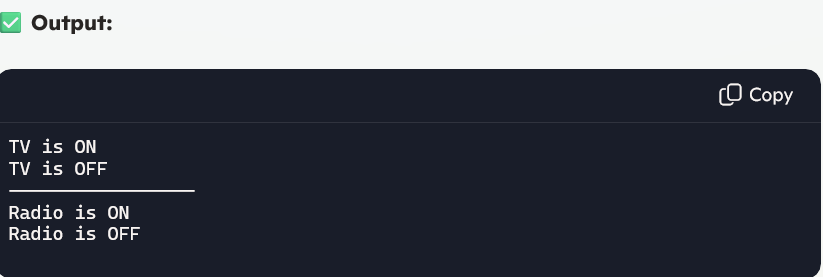 ✅ Output:
Copy
TV is ON
TV is OFF
─────────────────
Radio is ON
Radio is OFF